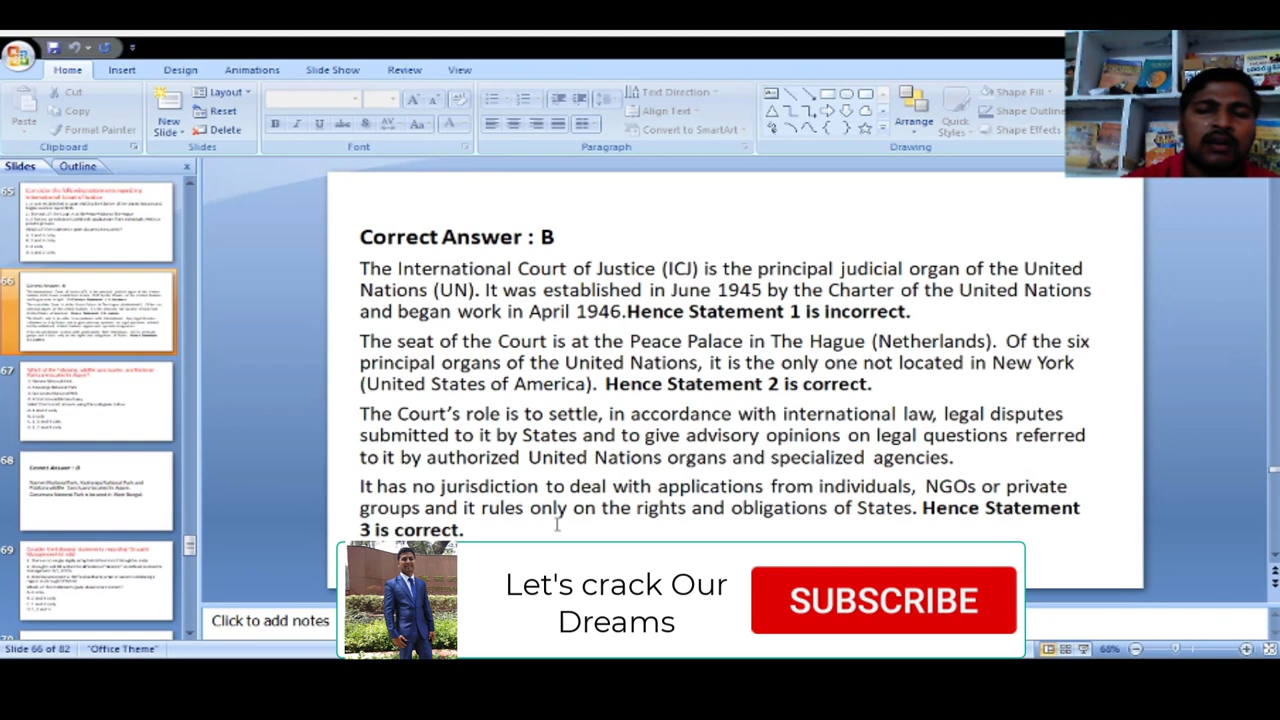 Home Insert Design Animations Slide Show Review View
Cut
Copy
Format Painter
Paste
Clipboard
New
Slide
Layout
Reset
Delete
Slides
Font
Text Direction
Align Text
Convert to SmartArt
Paragraph
Arrange
Quick
Styles
Shape Fill
Shape Outline
Shape Effects
Drawing
Slides Outline
65
66
67
68
Correct Answer : D
69
Correct Answer : B
The International Court of Justice (ICJ) is the principal judicial organ of the United
Nations (UN). It was established in June 1945 by the Charter of the United Nations
and began work in April 1946.Hence Statement 1 is incorrect.
The seat of the Court is at the Peace Palace in The Hague (Netherlands). Of the six
principal organs of the United Nations, it is the only one not located in New York
(United States of America). Hence Statement 2 is correct.
The Court's role is to settle, in accordance with international law, legal disputes
submitted to it by States and to give advisory opinions on legal questions referred
to it by authorized United Nations organs and specialized agencies.
It has no jurisdiction to deal with applications from individuals, NGOs or private
groups and it rules only on the rights and obligations of States. Hence Statement
3 is correct.
Let's crack Our
Dreams
SUBSCRIBE
Click to add notes
Slide 66 of 82 "Office Theme" 68%